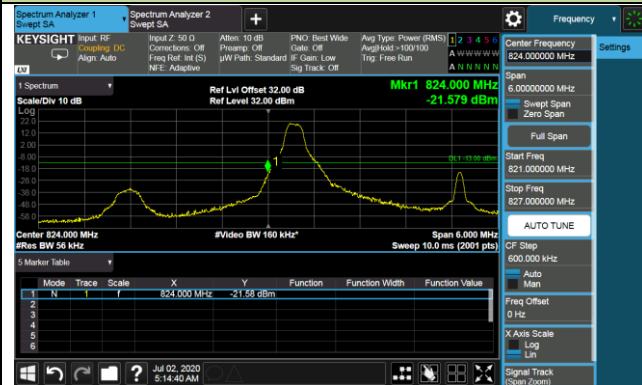 Spectrum Analyzer 1
Swept SA
Spectrum Analyzer 2
Swept SA
+
Frequency
KEYSIGHT
Input: RF
Coupling: DC
Align: Auto
Input Z: 50 Ω
Corrections: Off
Freq Ref: Int (S)
NFE: Adaptive
Atten: 10 dB
Preamp: Off
µW Path: Standard
PNO: Best Wide
Gate: Off
IF Gain: Low
Sig Track: Off
Avg Type: Power (RMS)
Avg|Hold:>100/100
Trig: Free Run
1 2 3 4 5 6
A W W W W W
A N N N N N
LXI
1 Spectrum
Scale/Div 10 dB
Log
Ref Lvl Offset 32.00 dB
Ref Level 32.00 dBm
Mkr1 824.000 MHz
-21.579 dBm
22.0
12.0
2.00
-8.00
-18.0
-28.0
-38.0
-48.0
-58.0
DL1 -13.00 dBm
1
Center 824.000 MHz
#Res BW 56 kHz
#Video BW 160 kHz*
Span 6.000 MHz
Sweep 10.0 ms (2001 pts)
5 Marker Table
Mode Trace Scale X Y Function Function Width Function Value
1 N 1 f 824.000 MHz -21.58 dBm
2
3
4
5
6
Jul 02, 2020
5:14:40 AM
Center Frequency
824.000000 MHz
Settings
Span
6.00000000 MHz
Swept Span
Zero Span
Full Span
Start Freq
821.000000 MHz
Stop Freq
827.000000 MHz
AUTO TUNE
CF Step
600.000 kHz
Auto
Man
Freq Offset
0 Hz
X Axis Scale
Log
Lin
Signal Track
(Span Zoom)